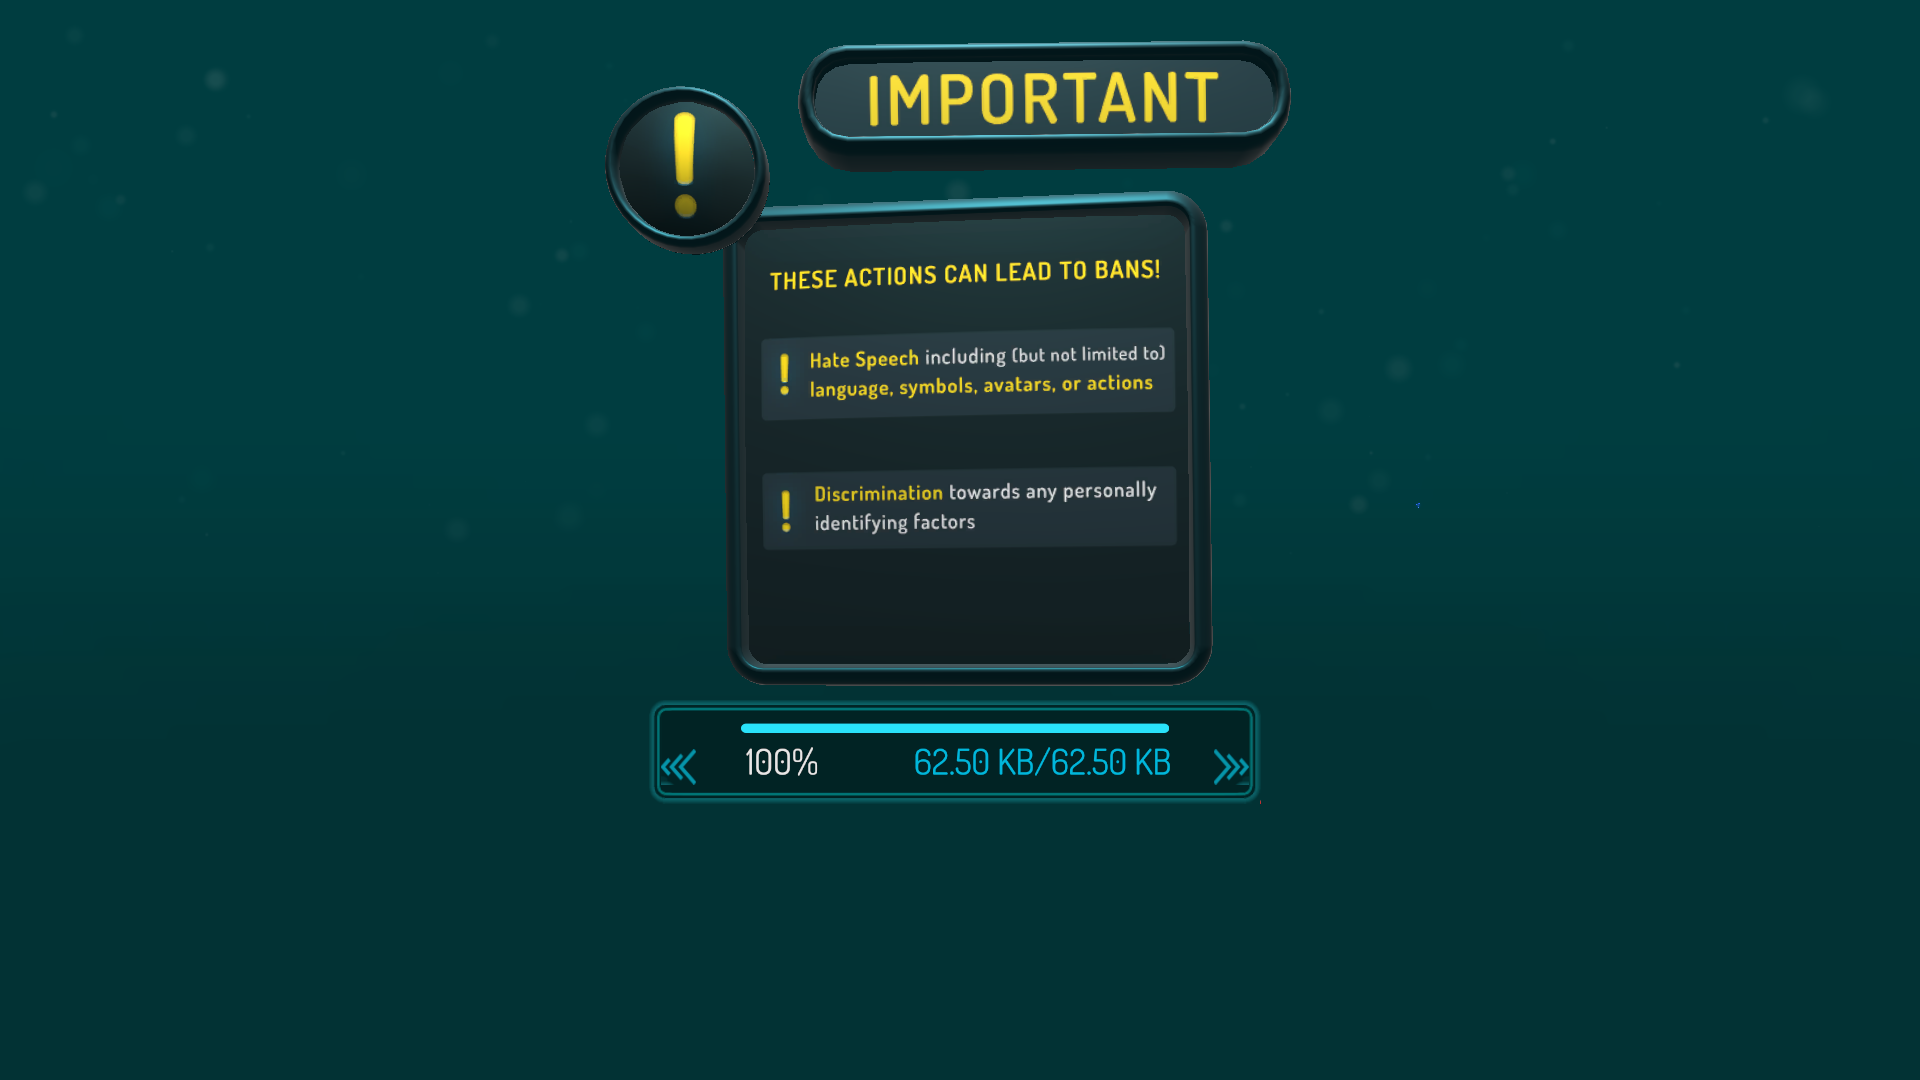 IMPORTANT
THESE ACTIONS CAN LEAD TO BANS!
Hate Speech including (but not limited to)
language, symbols, avatars, or actions
Discrimination towards any personally
identifying factors
100% 62.50 KB/62.50 KB